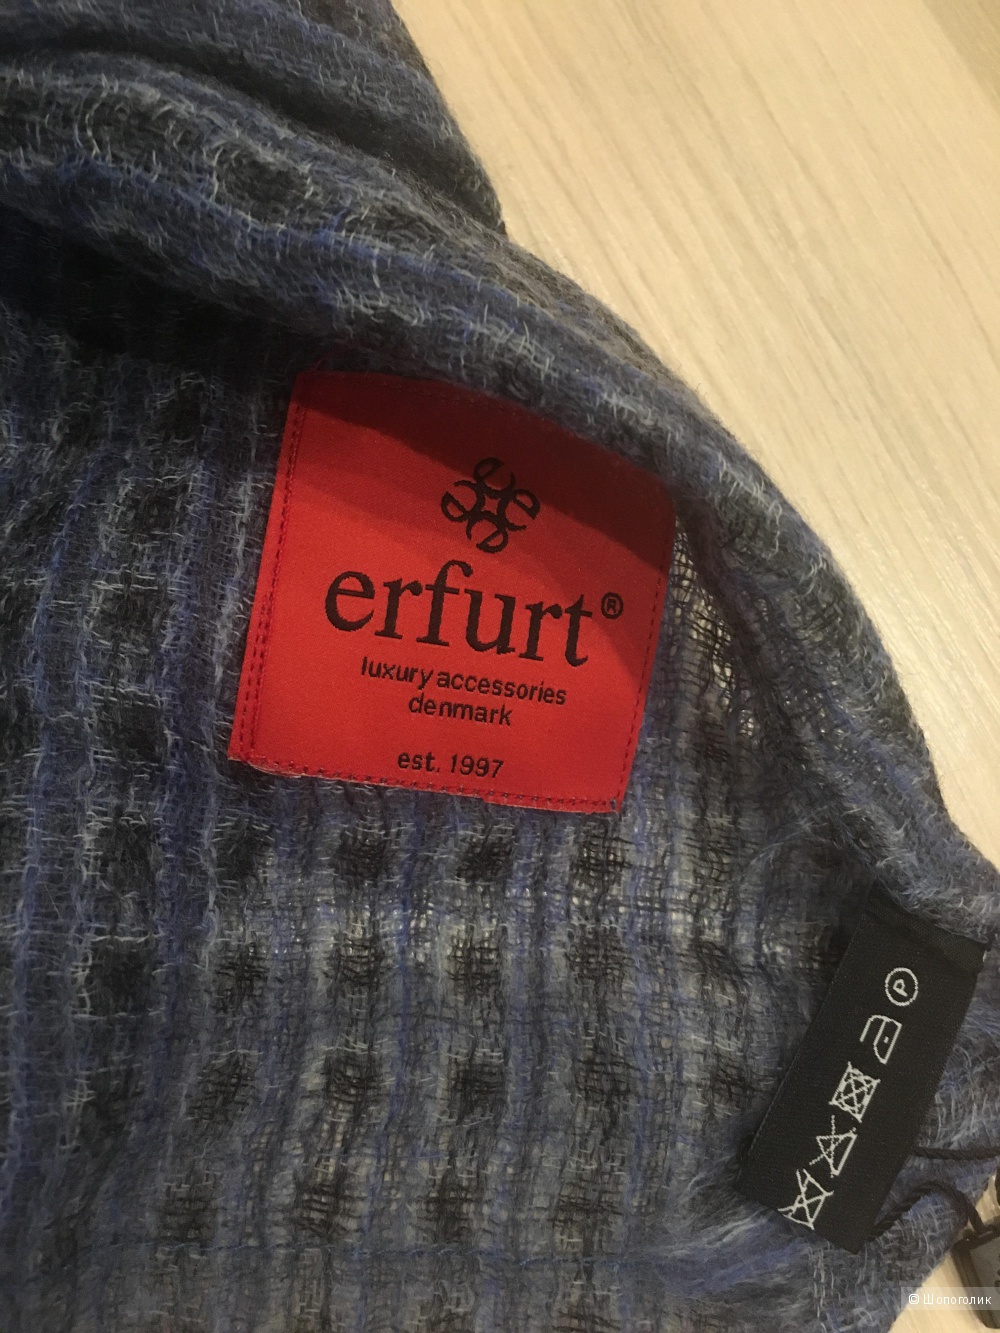 erfurt®
luxury accessories
denmark
est. 1997
P
© Шопоголик